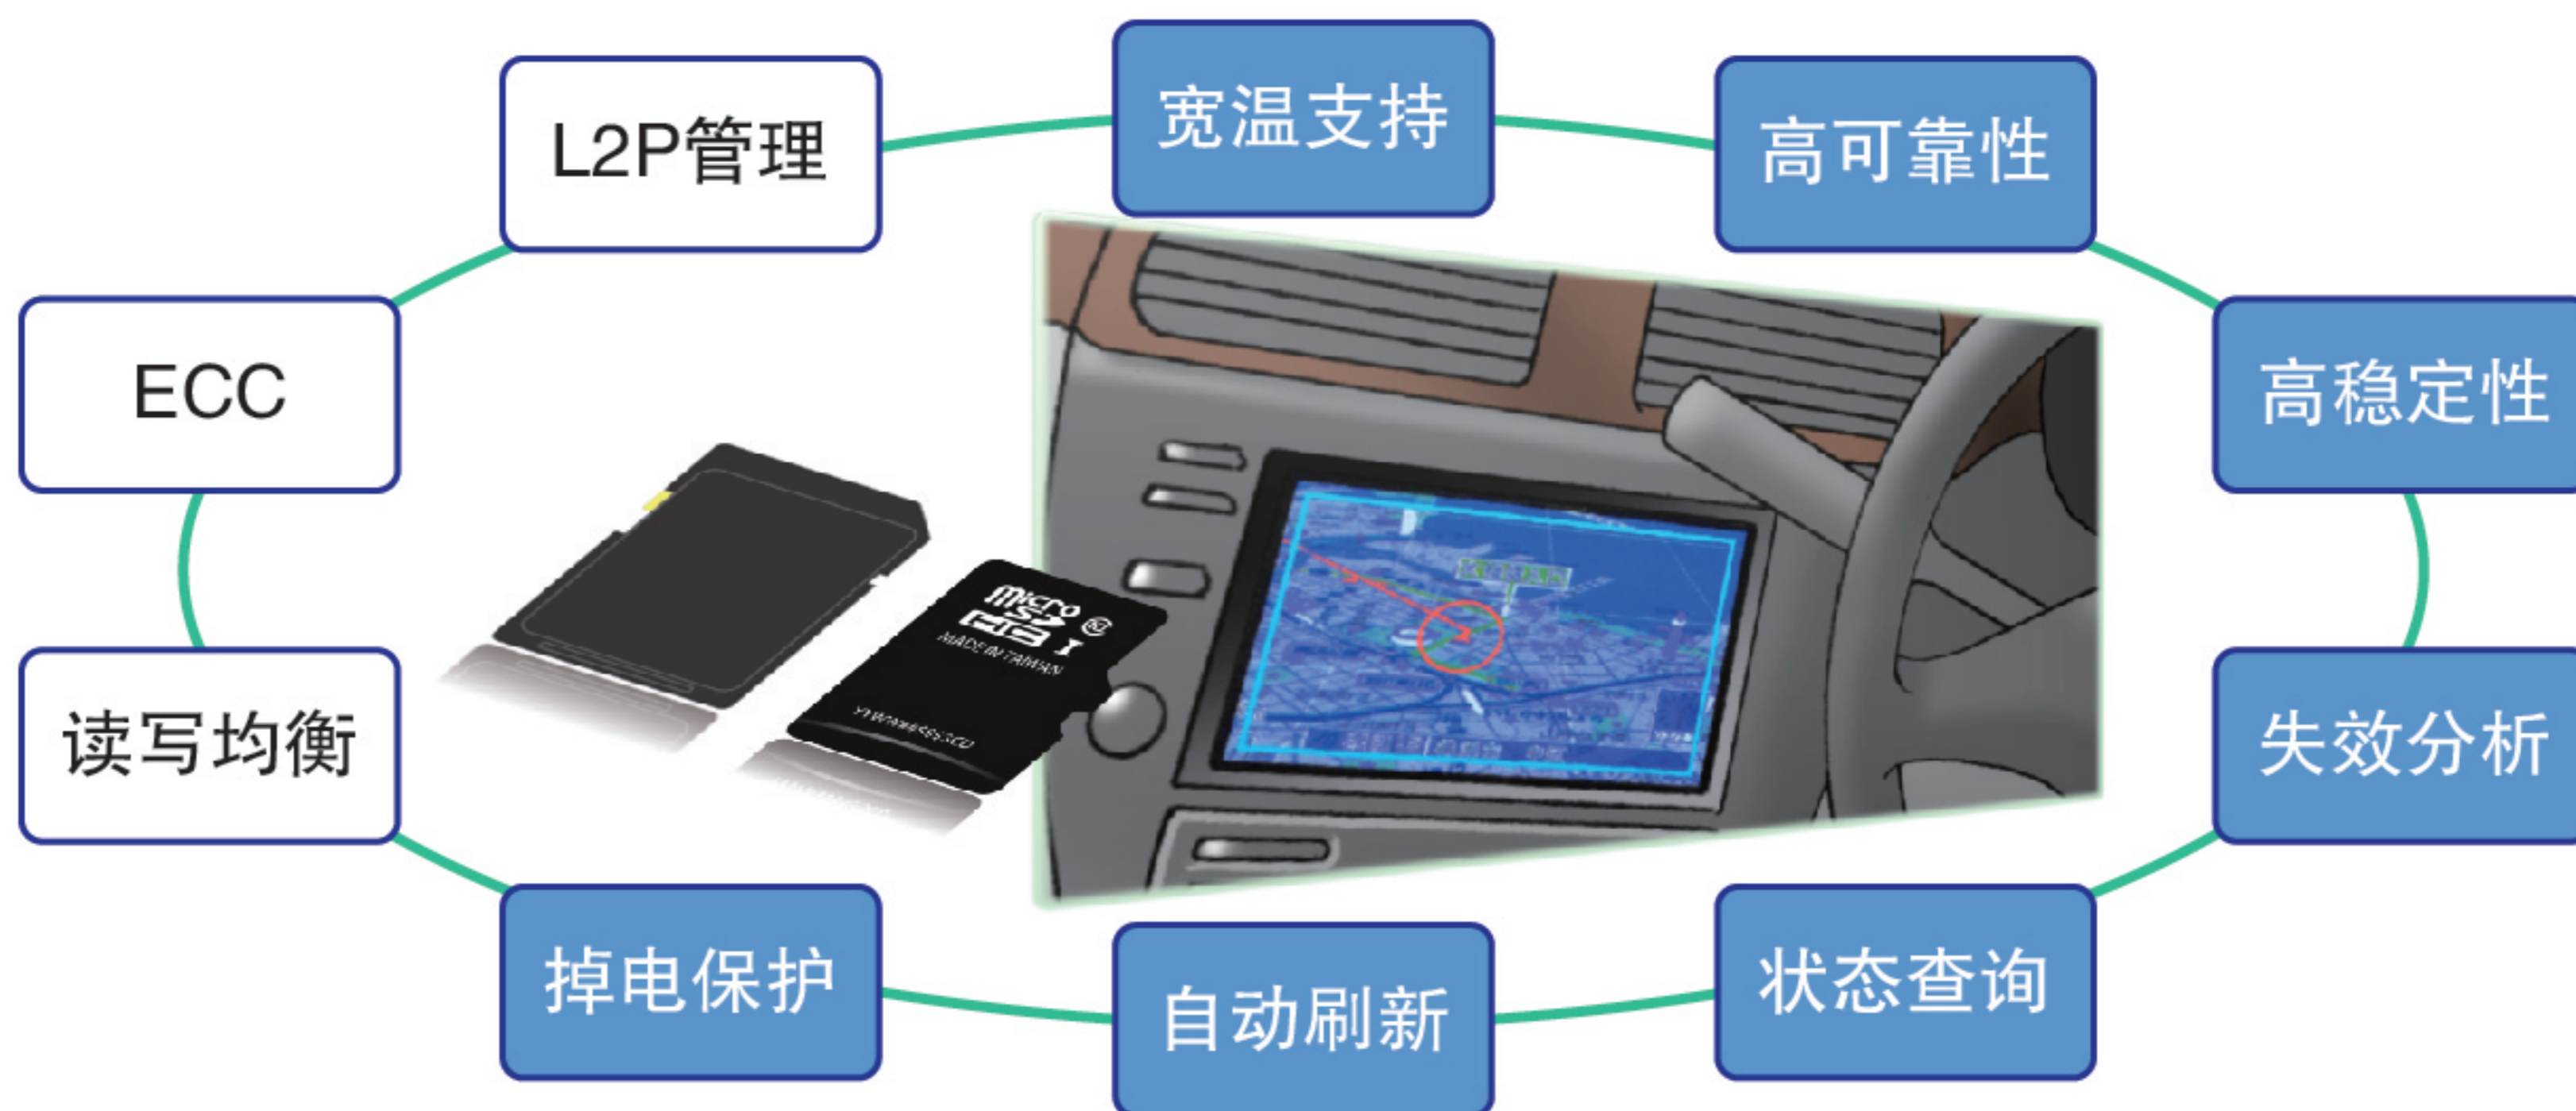 宽温支持
L2P管理
高可靠性
ECC
高稳定性
micro
SD
HC I
MADE IN TAIWAN
读写均衡
失效分析
掉电保护
状态查询
自动刷新